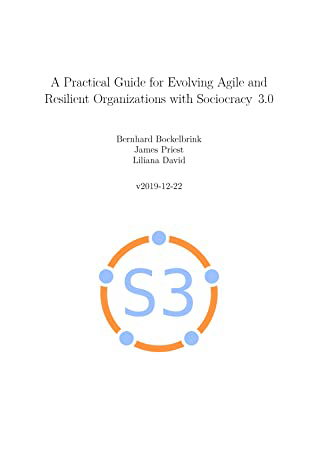 A Practical Guide for Evolving Agile and
Resilient Organizations with Sociocracy 3.0
Bernhard Bockelbrink
James Priest
Liliana David
v2019-12-22
S3